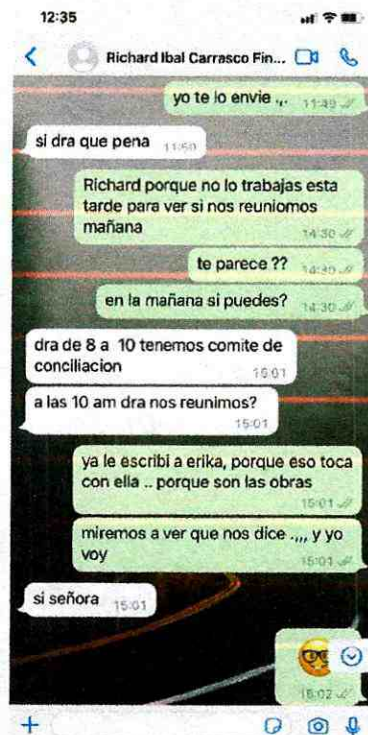 12:35
Richard Ibal Carrasco Fin...
yo te lo envie ,,. 11:49
si dra que pena 11:50
Richard porque no lo trabajas esta
tarde para ver si nos reuniomos
mañana
14:30
te parece ?? 14:30
en la mañana si puedes? 14:30
dra de 8 a 10 tenemos comite de
conciliacion
15:01
a las 10 am dra nos reunimos?
15:01
ya le escribi a erika, porque eso toca
con ella .. porque son las obras
15:01
miremos a ver que nos dice .,,, y yo
voy
15:01
si señora 15:01
15:02